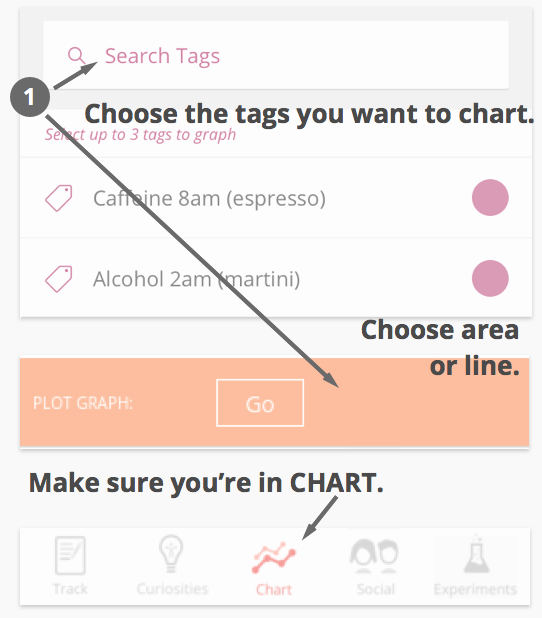 Search Tags
1
Choose the tags you want to chart.
Select up to 3 tags to graph
Caffeine 8am (espresso)
Alcohol 2am (martini)
Choose area
or line.
PLOT GRAPH:
Go
Make sure you're in CHART.
Track
Curiosities
Chart
Social
Experiments